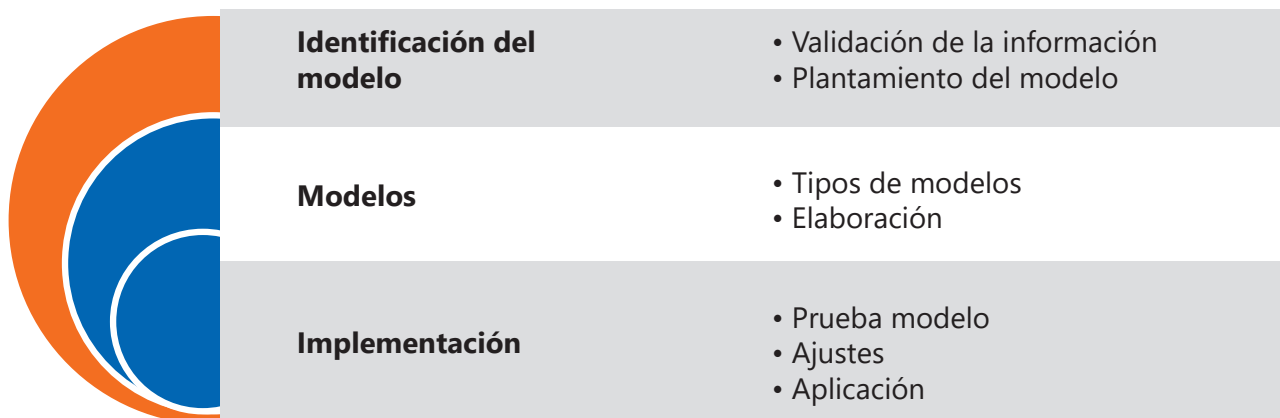 Identificación del
modelo
• Validación de la información
• Plantamiento del modelo
Modelos
• Tipos de modelos
• Elaboración
Implementación
• Prueba modelo
• Ajustes
• Aplicación